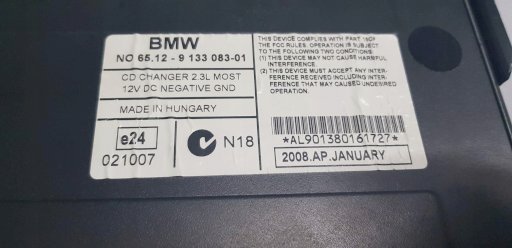 BMW
NO 65.12 - 9 133 083-01
CD CHANGER 2.3L MOST
12V DC NEGATIVE GND
MADE IN HUNGARY
e24
021007
N18
THIS DEVICE COMPLIES WITH PART 15OF
THE FCC RULES. OPERATION IS SUBJECT
TO THE FOLLOWING TWO CONDITIONS:
(1) THIS DEVICE MAY NOT CAUSE HARMFUL
INTERFERENCE.
(2) THIS DEVICE MUST ACCEPT ANY INTER-
FERENCE RECEIVED INCLUDING INTER-
FERENCE THAT MAY CAUSE UNDESIRED
OPERATION.
*AL901380161727*
2008.AP.JANUARY